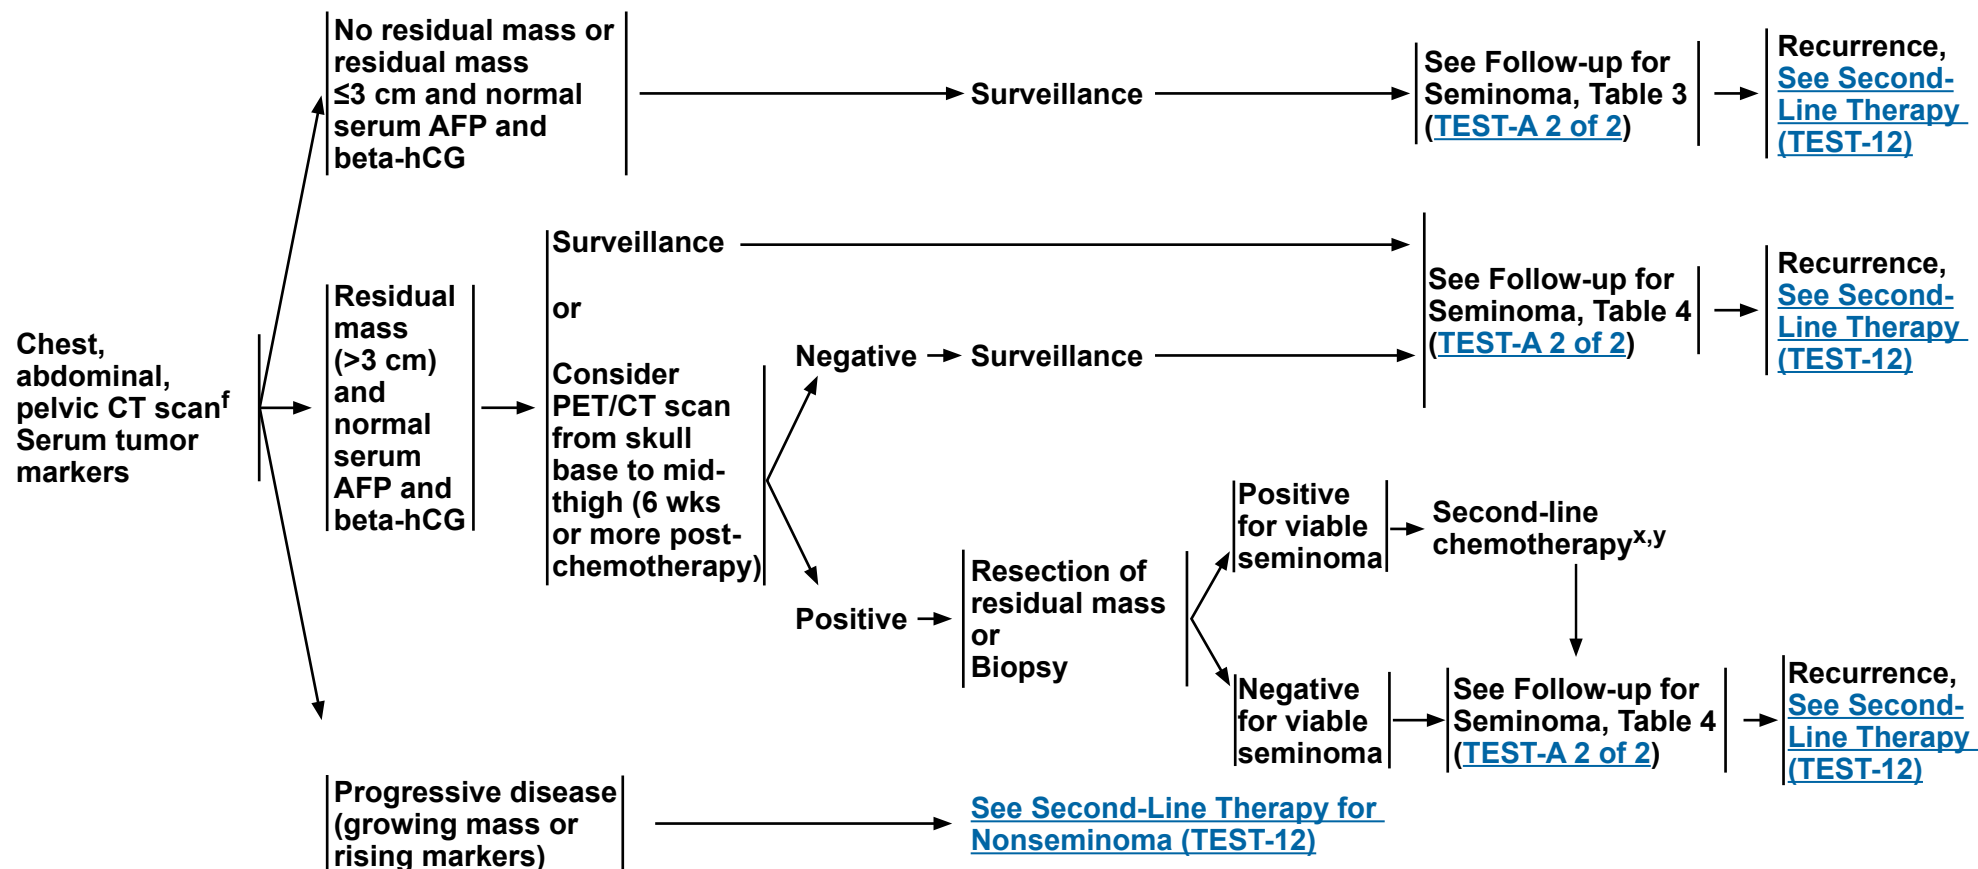 No residual mass or
residual mass
≤3 cm and normal
serum AFP and
beta-hCG
Surveillance
See Follow-up for
Seminoma, Table 3
(TEST-A 2 of 2)
Recurrence,
See Second-
Line Therapy
(TEST-12)
Chest,
abdominal,
pelvic CT scanᶠ
Serum tumor
markers
Residual
mass
(>3 cm)
and
normal
serum
AFP and
beta-hCG
Surveillance
or
Consider
PET/CT scan
from skull
base to mid-
thigh (6 wks
or more post-
chemotherapy)
Negative
Surveillance
See Follow-up for
Seminoma, Table 4
(TEST-A 2 of 2)
Recurrence,
See Second-
Line Therapy
(TEST-12)
Positive
Resection of
residual mass
or
Biopsy
Positive
for viable
seminoma
Second-line
chemotherapyˣ,ʸ
Negative
for viable
seminoma
See Follow-up for
Seminoma, Table 4
(TEST-A 2 of 2)
Recurrence,
See Second-
Line Therapy
(TEST-12)
Progressive disease
(growing mass or
rising markers)
See Second-Line Therapy for
Nonseminoma (TEST-12)